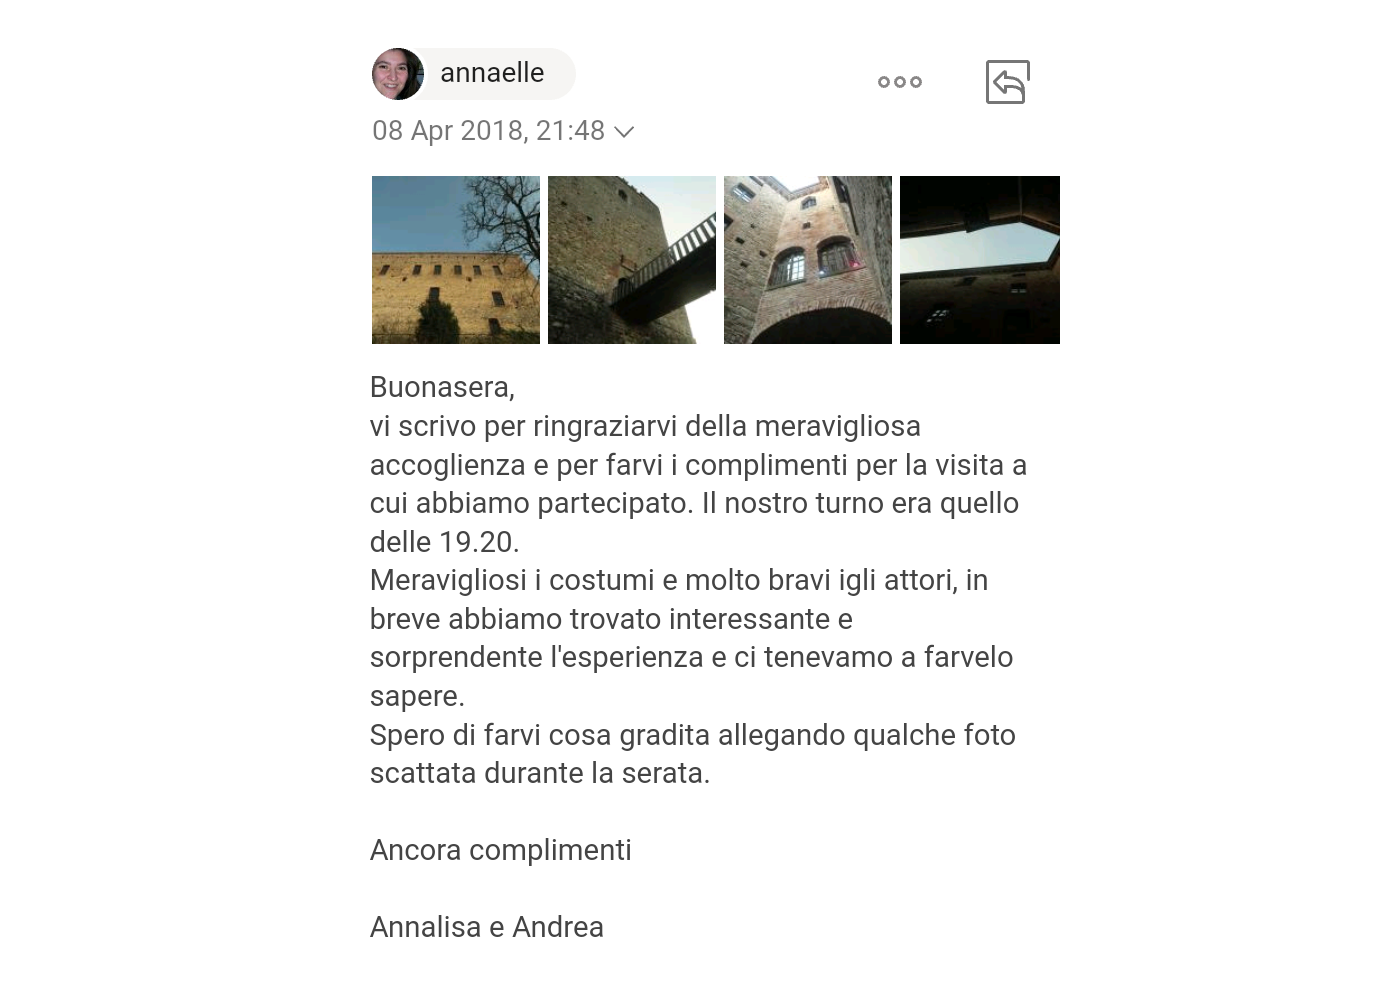 annaelle
08 Apr 2018, 21:48
Buonasera,
vi scrivo per ringraziarvi della meravigliosa
accoglienza e per farvi i complimenti per la visita a
cui abbiamo partecipato. Il nostro turno era quello
delle 19.20.
Meravigliosi i costumi e molto bravi igli attori, in
breve abbiamo trovato interessante e
sorprendente l'esperienza e ci tenevamo a farvelo
sapere.
Spero di farvi cosa gradita allegando qualche foto
scattata durante la serata.
Ancora complimenti
Annalisa e Andrea